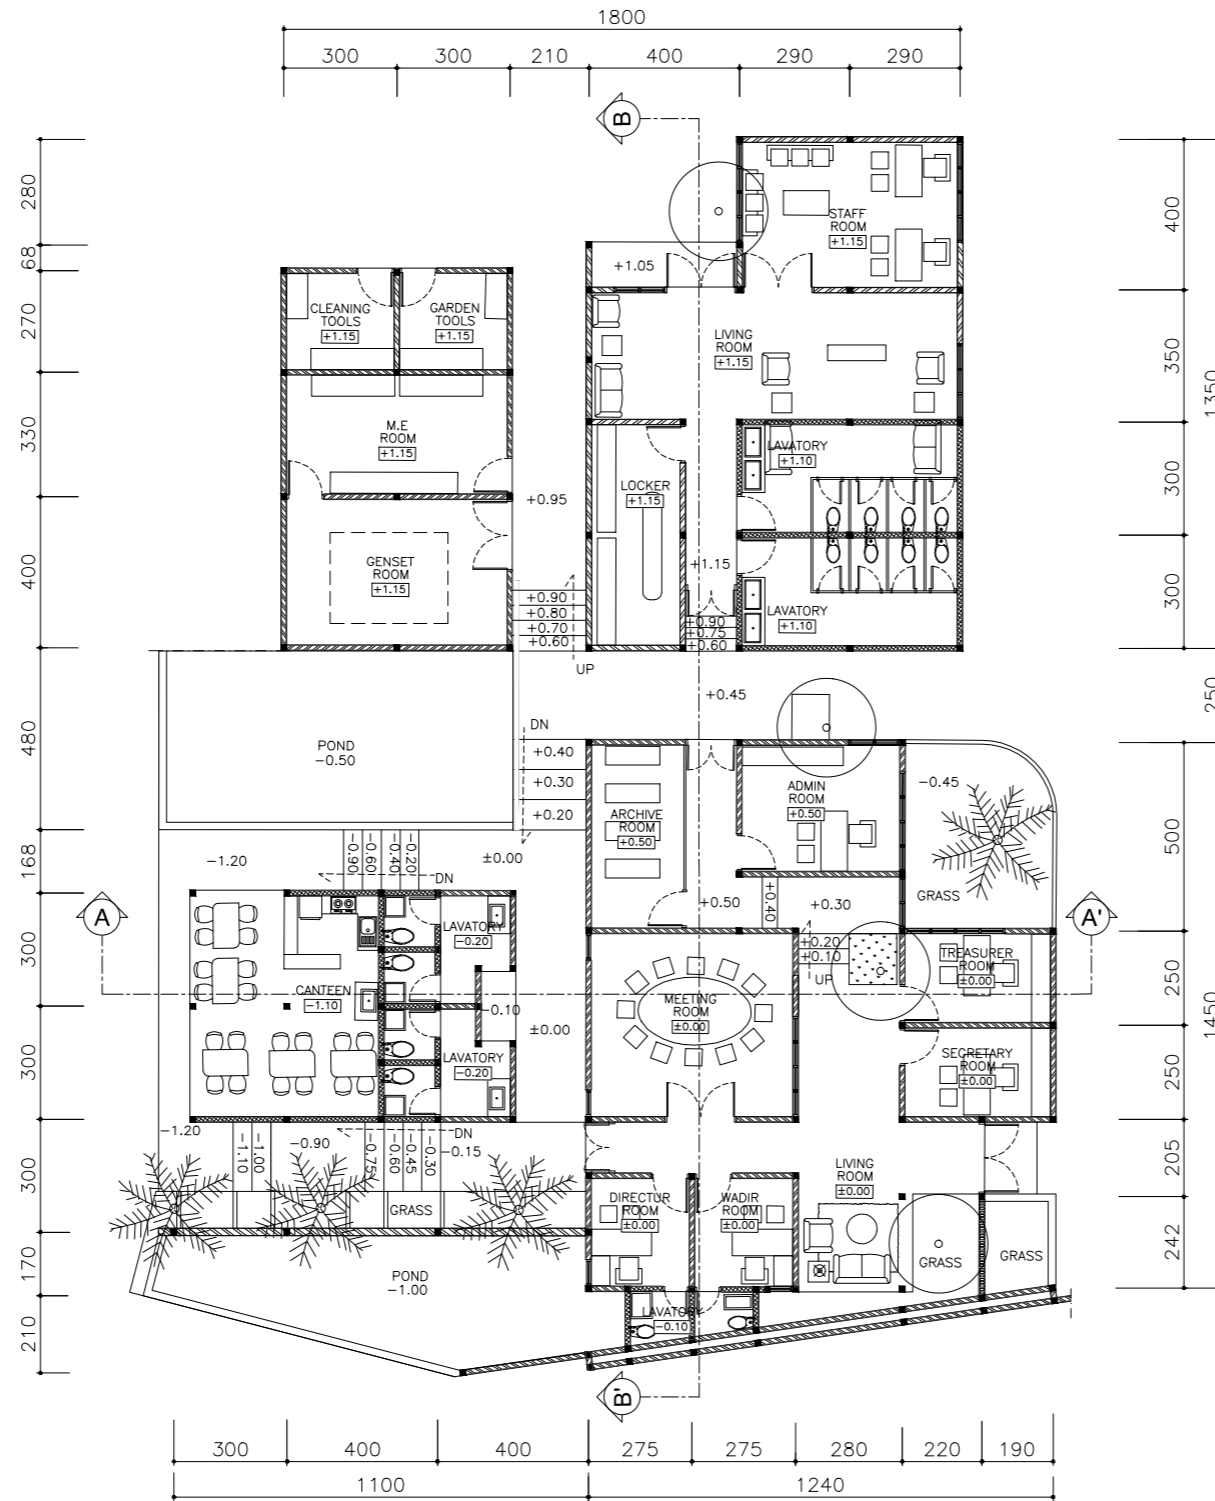 1800
300 300 210 400 290 290
B
280
68
270
330
400
480
168
300
300
300
170
210
400
350
300
300
1350
250
500
250
250
205
242
1450
STAFF
ROOM
+1.15
+1.05
CLEANING
TOOLS
+1.15
GARDEN
TOOLS
+1.15
LIVING
ROOM
+1.15
M.E
ROOM
+1.15
LAVATORY
+1.10
LOCKER
+1.15
+0.95
GENSET
ROOM
+1.15
+1.15
+0.90
+0.80
+0.70
+0.60
+0.90
+0.75
+0.60
LAVATORY
+1.10
UP
+0.45
DN
POND
-0.50
+0.40
+0.30
+0.20
ADMIN
ROOM
+0.50
-0.45
ARCHIVE
ROOM
+0.50
-1.20
-0.90
-0.60
-0.40
-0.20
±0.00
DN
GRASS
+0.50
+0.40
+0.30
A
A'
LAVATORY
-0.20
+0.20
+0.10
UP
TREASURER
ROOM
±0.00
CANTEEN
-1.10
-0.10
±0.00
MEETING
ROOM
±0.00
LAVATORY
-0.20
SECRETARY
ROOM
±0.00
-1.20
-1.10
-1.00
-0.90
-0.75
-0.60
-0.45
-0.30
DN
-0.15
LIVING
ROOM
±0.00
DIRECTUR
ROOM
±0.00
WADIR
ROOM
±0.00
GRASS
GRASS
GRASS
POND
-1.00
LAVATORY
-0.10
B'
300 400 400 275 275 280 220 190
1100 1240